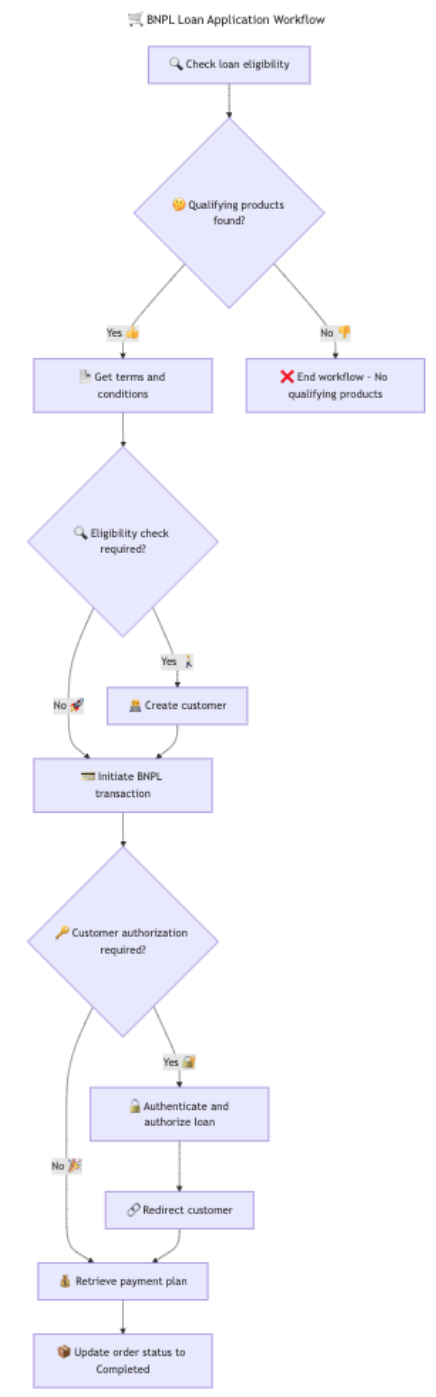 🛒 BNPL Loan Application Workflow
🔍 Check loan eligibility
🤔 Qualifying products
found?
Yes 👍
No 👎
📄 Get terms and
conditions
❌ End workflow - No
qualifying products
🔍 Eligibility check
required?
Yes 🚶
No 🚀
Create customer
💳 Initiate BNPL
transaction
🔑 Customer authorization
required?
Yes 🔐
🔒 Authenticate and
authorize loan
No 🎉
🔗 Redirect customer
💰 Retrieve payment plan
📦 Update order status to
Completed